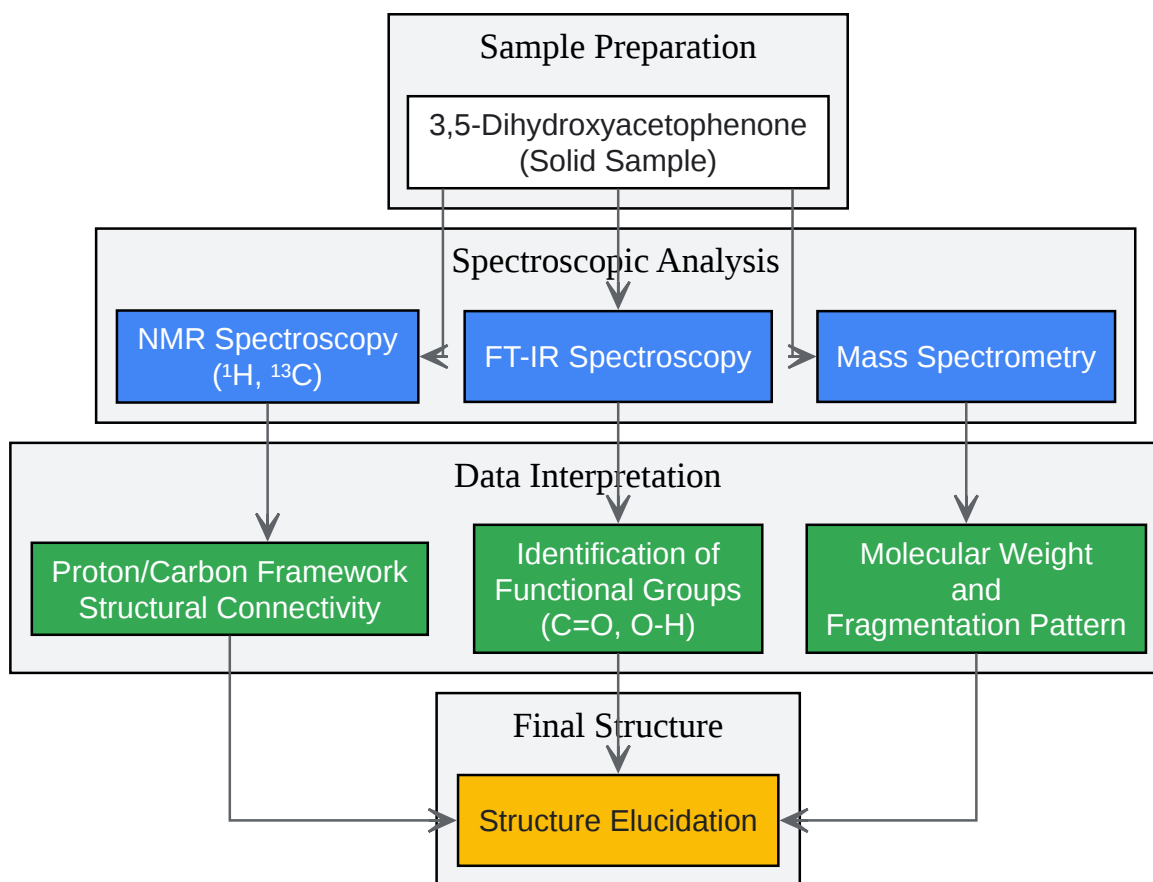 Sample Preparation
3,5-Dihydroxyacetophenone
(Solid Sample)
Spectroscopic Analysis
NMR Spectroscopy
(¹H, ¹³C)
FT-IR Spectroscopy
Mass Spectrometry
Data Interpretation
Proton/Carbon Framework
Structural Connectivity
Identification of
Functional Groups
(C=O, O-H)
Molecular Weight
and
Fragmentation Pattern
Final Structure
Structure Elucidation